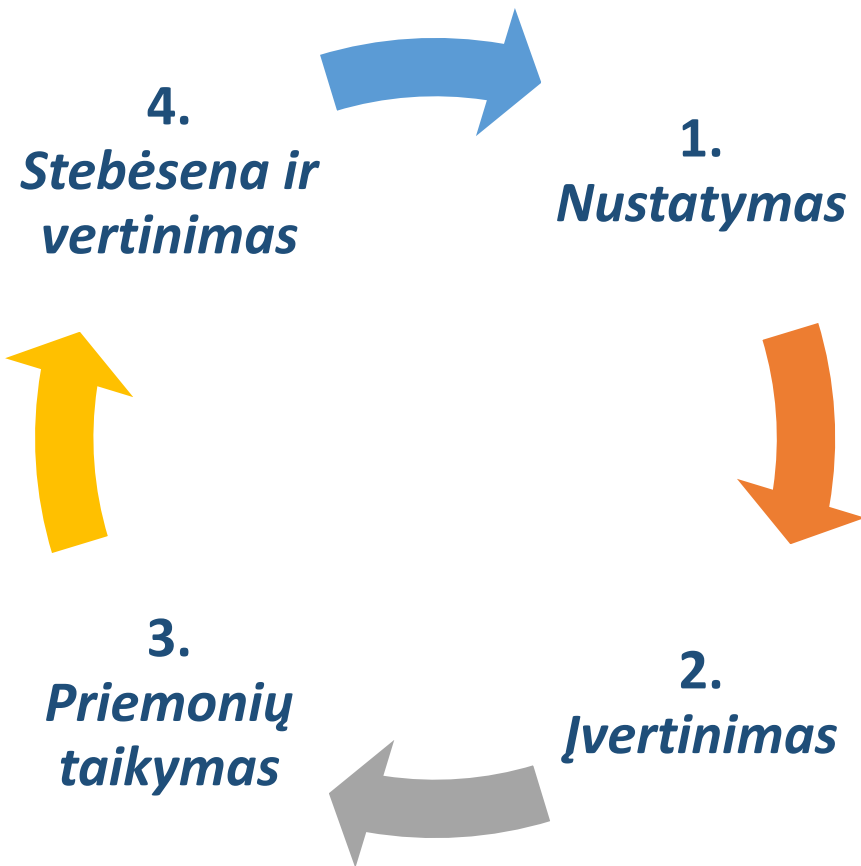 1.
Nustatymas
2.
Įvertinimas
3.
Priemonių
taikymas
4.
Stebėsena ir
vertinimas